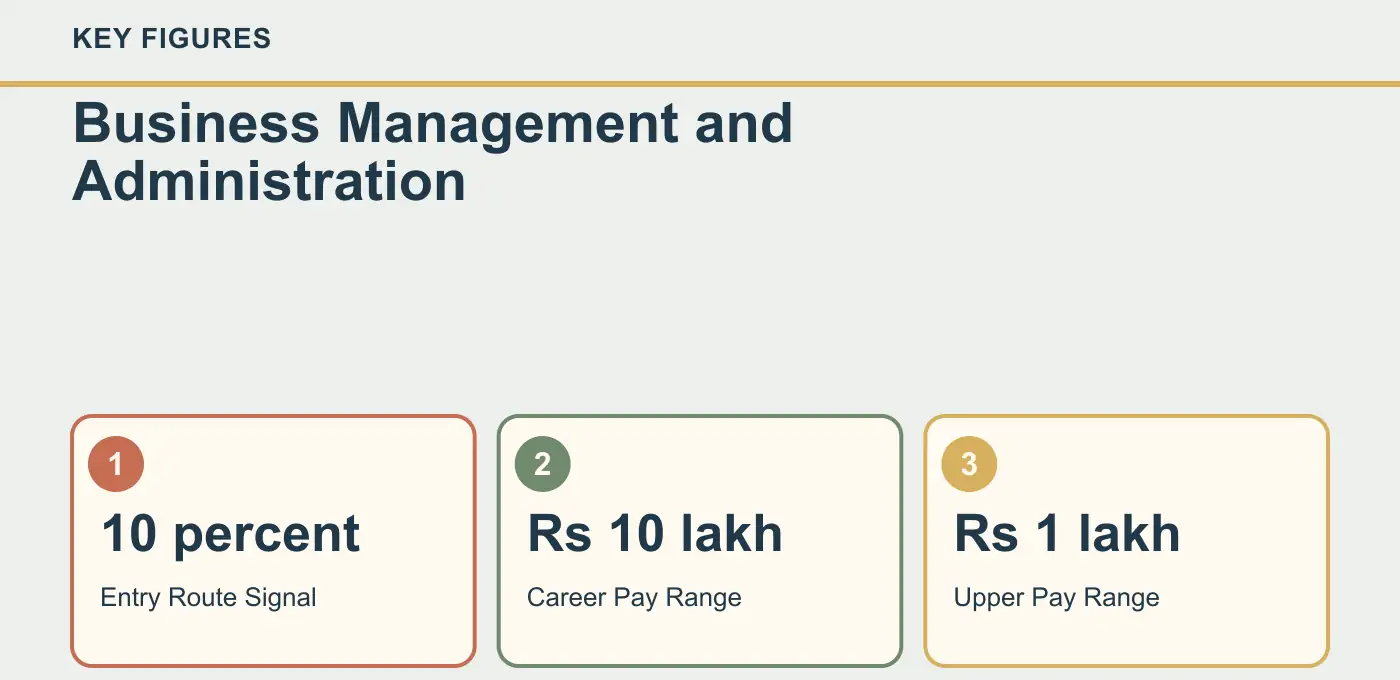 KEY FIGURES
Business Management and
Administration
1
10 percent
Entry Route Signal
2
Rs 10 lakh
Career Pay Range
3
Rs 1 lakh
Upper Pay Range